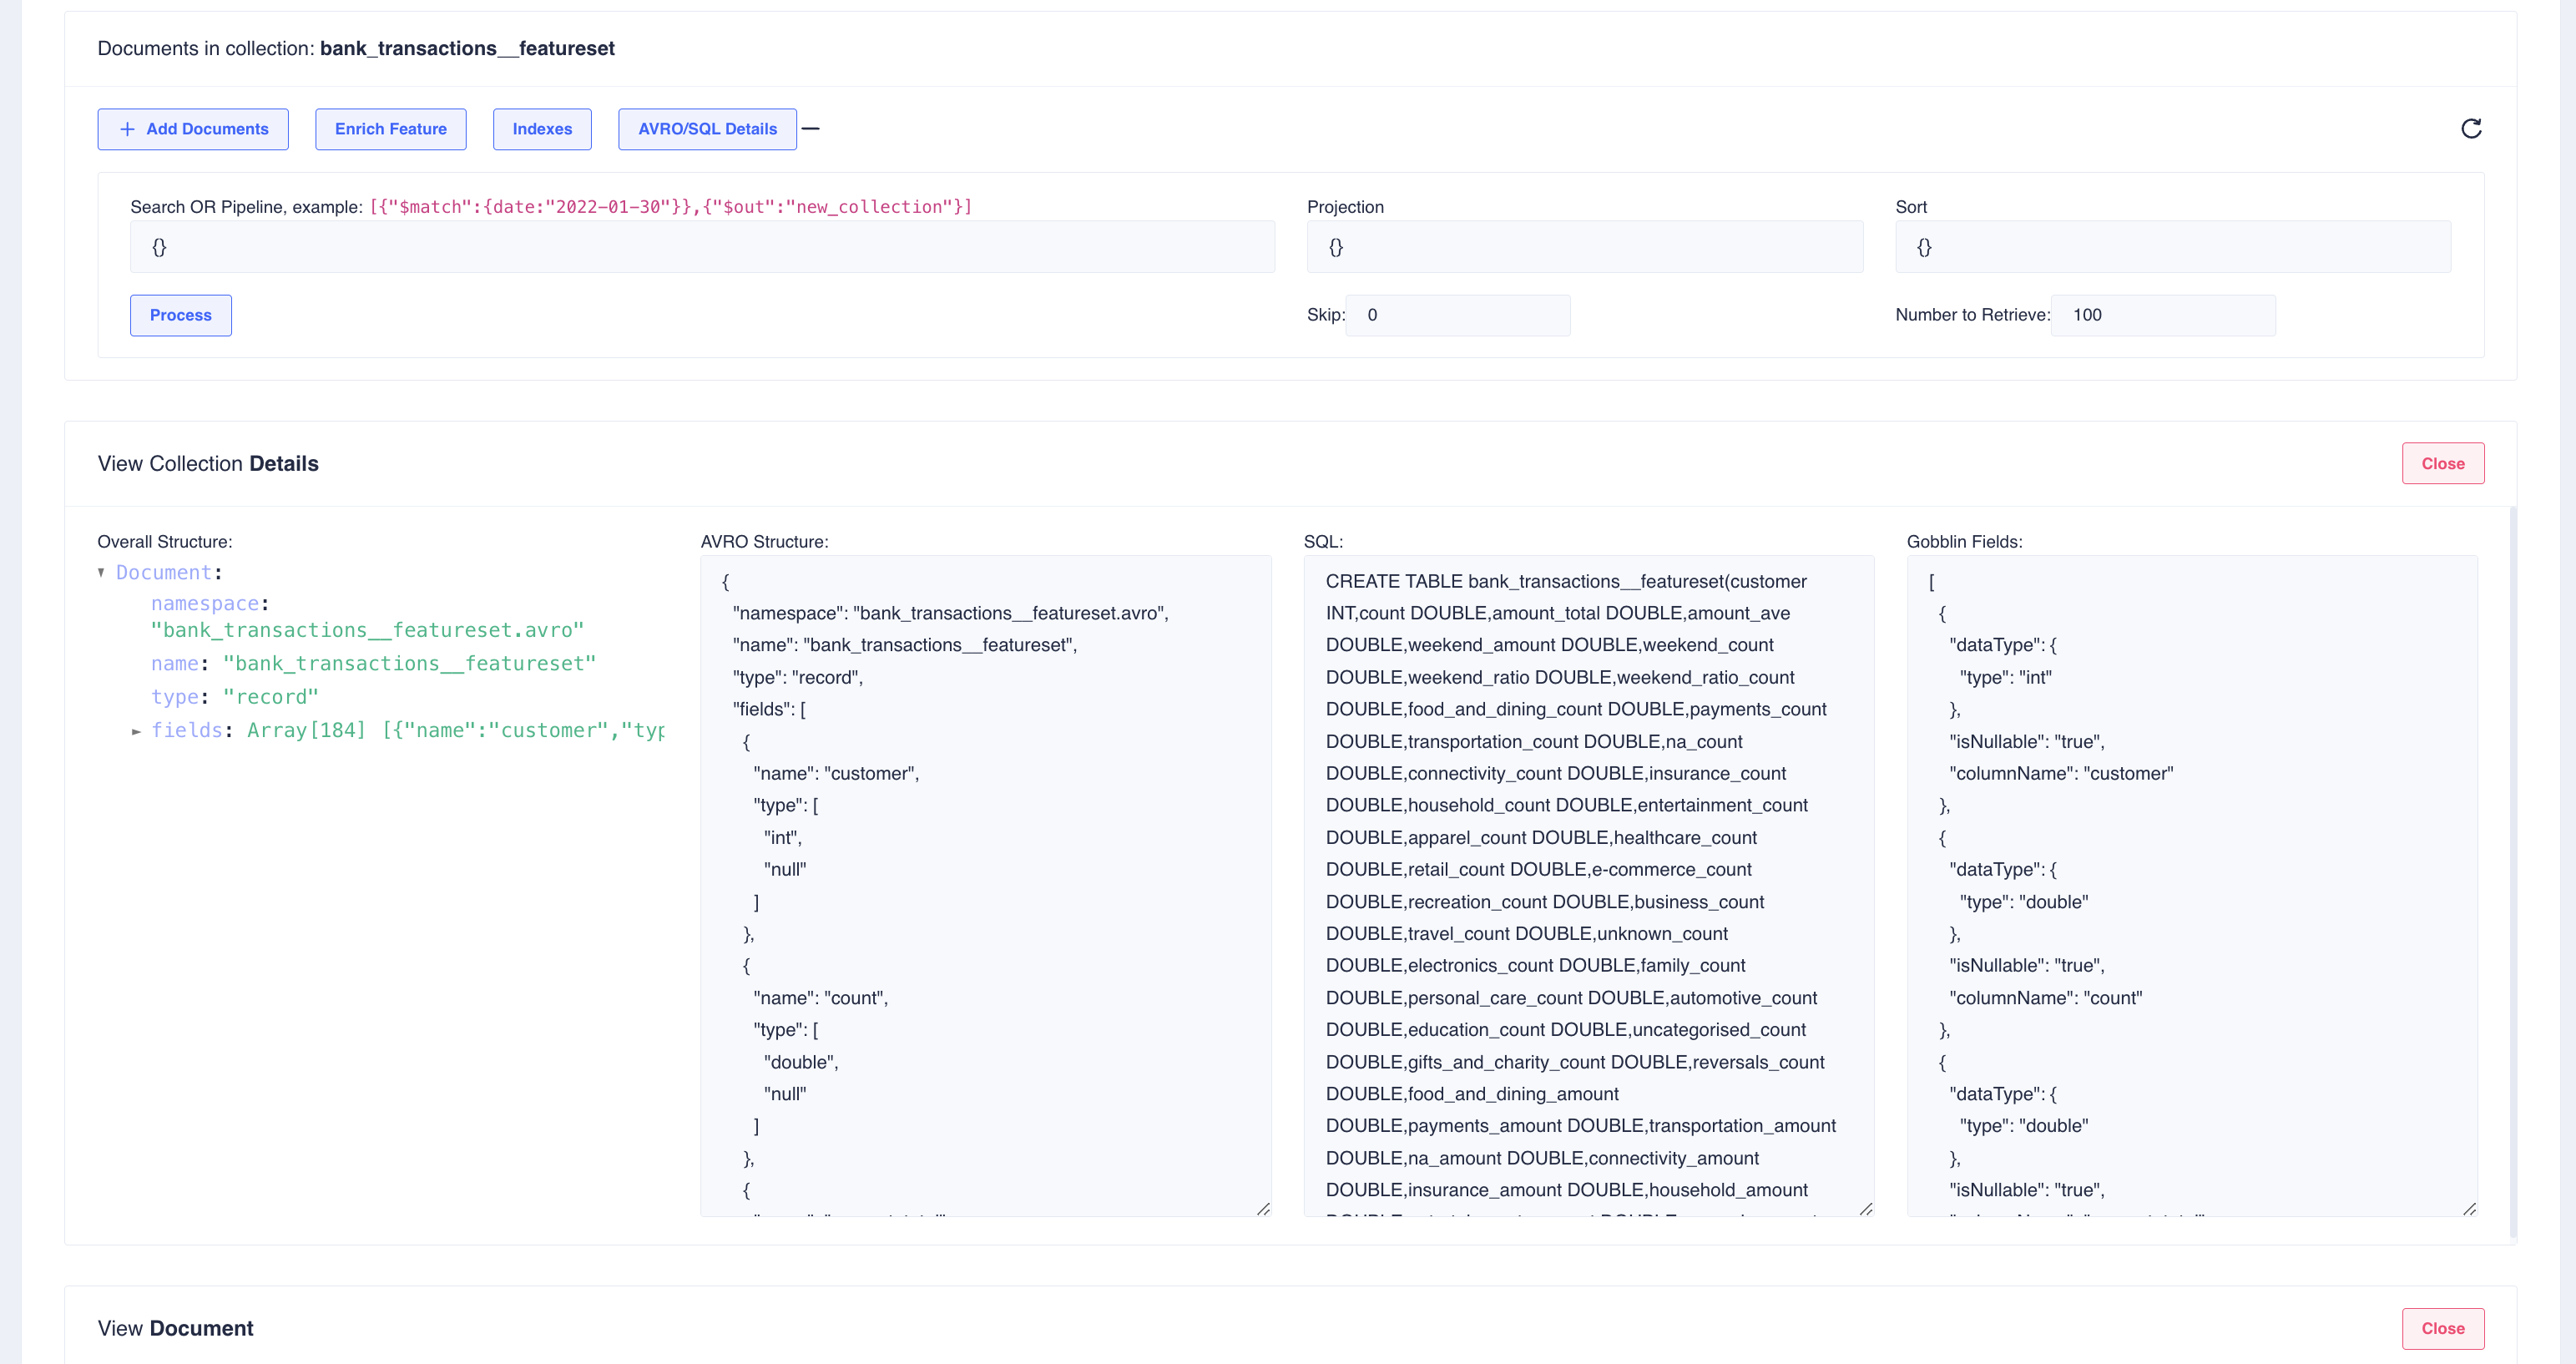 Documents in collection: bank_transactions__featureset
+ Add Documents
Enrich Feature
Indexes
AVRO/SQL Details
Search OR Pipeline, example: [{"$match":{date:"2022-01-30"}},{"$out":"new_collection"}]
{}
Projection
{}
Sort
{}
Process
Skip: 0
Number to Retrieve: 100
View Collection Details
Close
Overall Structure:
Document:
namespace:
"bank_transactions__featureset.avro"
name: "bank_transactions__featureset"
type: "record"
fields: Array[184] [{"name":"customer","typ
AVRO Structure:
{
"namespace": "bank_transactions__featureset.avro",
"name": "bank_transactions__featureset",
"type": "record",
"fields": [
{
"name": "customer",
"type": [
"int",
"null"
]
},
{
"name": "count",
"type": [
"double",
"null"
]
},
{
SQL:
CREATE TABLE bank_transactions__featureset(customer
INT,count DOUBLE,amount_total DOUBLE,amount_ave
DOUBLE,weekend_amount DOUBLE,weekend_count
DOUBLE,weekend_ratio DOUBLE,weekend_ratio_count
DOUBLE,food_and_dining_count DOUBLE,payments_count
DOUBLE,transportation_count DOUBLE,na_count
DOUBLE,connectivity_count DOUBLE,insurance_count
DOUBLE,household_count DOUBLE,entertainment_count
DOUBLE,apparel_count DOUBLE,healthcare_count
DOUBLE,retail_count DOUBLE,e-commerce_count
DOUBLE,recreation_count DOUBLE,business_count
DOUBLE,travel_count DOUBLE,unknown_count
DOUBLE,electronics_count DOUBLE,family_count
DOUBLE,personal_care_count DOUBLE,automotive_count
DOUBLE,education_count DOUBLE,uncategorised_count
DOUBLE,gifts_and_charity_count DOUBLE,reversals_count
DOUBLE,food_and_dining_amount
DOUBLE,payments_amount DOUBLE,transportation_amount
DOUBLE,na_amount DOUBLE,connectivity_amount
DOUBLE,insurance_amount DOUBLE,household_amount
Gobblin Fields:
[
{
"dataType": {
"type": "int"
},
"isNullable": "true",
"columnName": "customer"
},
{
"dataType": {
"type": "double"
},
"isNullable": "true",
"columnName": "count"
},
{
"dataType": {
"type": "double"
},
"isNullable": "true",
View Document
Close